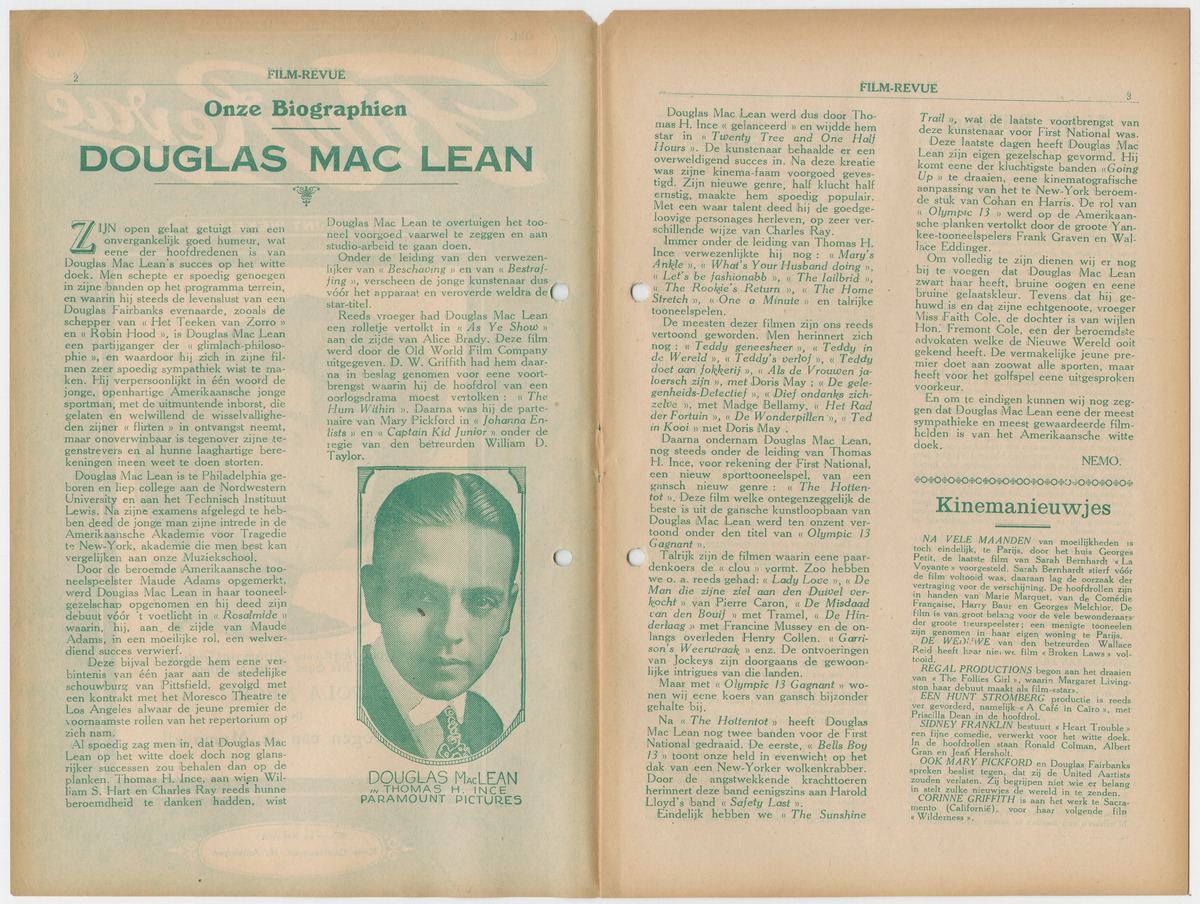 2
FILM-REVUE
Onze Biographien
DOUGLAS MAC LEAN
ZIJN open gelaat getuigt van een
onvergankelijk goed humeur, wat
eene der hoofdredenen is van
Douglas Mac Lean's succes op het witte
doek. Men schepte er spoedig genoegen
in zijne banden op het programma terrein,
en waarin hij steeds de levenslust van een
Douglas Fairbanks evenaarde, zooals de
schepper van « Het Teeken van Zorro »
en « Robin Hood », is Douglas Mac Lean
een partijganger der « glimlach-philoso-
phie », en waardoor hij zich in zijne fil-
men zeer spoedig sympathiek wist te ma-
ken. Hij verpersoonlijkt in één woord de
jonge, openhartige Amerikaansche jonge
sportman, met de uitmuntende inborst, die
gelaten en welwillend de wisselvallighe-
den zijner « flirten » in ontvangst neemt,
maar onoverwinbaar is tegenover zijne te-
genstrevers en al hunne laaghartige bere-
keningen ineen weet te doen storten.
Douglas Mac Lean is te Philadelphia ge-
boren en liep college aan de Nordwestern
University en aan het Technisch Instituut
Lewis. Na zijne examens afgelegd te heb-
ben deed de jonge man zijne intrede in de
Amerikaansche Akademie voor Tragedie
te New-York, akademie die men best kan
vergelijken aan onze Muziekschool.
Door de beroemde Amerikaansche too-
neelspeelster Maude Adams opgemerkt,
werd Douglas Mac Lean in haar tooneel-
gezelschap opgenomen en hij deed zijn
debuut vóór 't voetlicht in « Rosalmide »
waarin, hij, aan de zijde van Maude
Adams, in een moeilijke rol, een welver-
diend succes verwierf.
Deze bijval bezorgde hem eene ver-
bintenis van één jaar aan de stedelijke
schouwburg van Pittsfield, gevolgd met
een kontrakt met het Moresco Theatre te
Los Angeles alwaar de jeune premier de
voornaamste rollen van het repertorium op
zich nam.
Al spoedig zag men in, dat Douglas Mac
Lean op het witte doek doch nog glans-
rijker successen zou behalen dan op de
planken. Thomas H. Ince, aan wien Wil-
liam S. Hart en Charles Ray reeds hunne
beroemdheid te danken hadden, wist
Douglas Mac Lean te overtuigen het too-
neel voorgoed vaarwel te zeggen en aan
studio-arbeid te gaan doen.
Onder de leiding van den verwezen-
lijker van « Beschaving » en van « Bestraf-
fing », verscheen de jonge kunstenaar dus
vóór het apparaat en veroverde weldra de
star-titel.
Reeds vroeger had Douglas Mac Lean
een rolletje vertolkt in « As Ye Show »
aan de zijde van Alice Brady. Deze film
werd door de Old World Film Company
uitgegeven. D. W. Griffith had hem daar-
na in beslag genomen voor eene voort-
brengst waarin hij de hoofdrol van een
oorlogsdrama moest vertolken : « The
Hum Within ». Daarna was hij de parte-
naire van Mary Pickford in « Johanna En-
lists » en « Captain Kid Junior » onder de
regie van den betreurden William D.
Taylor.
DOUGLAS MacLEAN
IN THOMAS H. INCE
PARAMOUNT PICTURES
FILM-REVUE
3
Douglas Mac Lean werd dus door Tho-
mas H. Ince « gelanceerd » en wijdde hem
star in « Twenty Tree and One Half
Hours ». De kunstenaar behaalde er een
overweldigend succes in. Na deze kreatie
was zijne kinema-faam voorgoed geves-
tigd. Zijn nieuwe genre, half klucht half
ernstig, maakte hem spoedig populair.
Met een waar talent deed hij de goedge-
loovige personages herleven, op zeer ver-
schillende wijze van Charles Ray.
Immer onder de leiding van Thomas H.
Ince verwezenlijkte hij nog : « Mary's
Ankle », « What's Your Husband doing »,
« Let's be fashionabb », « The Jailbrid »,
« The Rookie's Return », « The Home
Stretch », « One a Minute » en talrijke
tooneelspelen.
De meesten dezer filmen zijn ons reeds
vertoond geworden. Men herinnert zich
nog : « Teddy geneesheer », « Teddy in
de Wereld », « Teddy's verlof », « Teddy
doet aan fokkerij », « Als de Vrouwen ja-
loersch zijn », met Doris May ; « De gele-
genheids-Detectief », « Dief ondanks zich-
zelve », met Madge Bellamy, « Het Rad
der Fortuin », « De Wonderpillen », « Ted
in Kooi » met Doris May .
Daarna ondernam Douglas Mac Lean,
nog steeds onder de leiding van Thomas
H. Ince, voor rekening der First National,
een nieuw sporttooneelspel, van een
gansch nieuw genre : « The Hotten-
tot ». Deze film welke ontegenzeggelijk de
beste is uit de gansche kunstloopbaan van
Douglas Mac Lean werd ten onzent ver-
toond onder den titel van « Olympic 13
Gagnant ».
Talrijk zijn de filmen waarin eene paar-
denkoers de « clou » vormt. Zoo hebben
we o. a. reeds gehad: « Lady Love », « De
Man die zijne ziel aan den Duivel ver-
kocht » van Pierre Caron, « De Misdaad
van den Bouif » met Tramel, « De Hin-
derlaag » met Francine Mussey en de on-
langs overleden Henry Collen. « Garri-
son's Weerwraak » enz. De ontvoeringen
van Jockeys zijn doorgaans de gewoon-
lijke intrigues van die landen.
Maar met « Olympic 13 Gagnant » wo-
nen wij eene koers van gansch bijzonder
gehalte bij.
Na « The Hottentot » heeft Douglas
Mac Lean nog twee banden voor de First
National gedraaid. De eerste, « Bells Boy
13 » toont onze held in evenwicht op het
dak van een New-Yorker wolkenkrabber.
Door de angstwekkende krachttoeren
herinnert deze band eenigszins aan Harold
Lloyd's band « Safety Last ».
Eindelijk hebben we « The Sunshine
Trail », wat de laatste voortbrengst van
deze kunstenaar voor First National was.
Deze laatste dagen heeft Douglas Mac
Lean zijn eigen gezelschap gevormd. Hij
komt eene der kluchtigste banden «Going
Up » te draaien, eene kinematografische
aanpassing van het te New-York beroem-
de stuk van Cohan en Harris. De rol van
« Olympic 13 » werd op de Amerikaan-
sche planken vertolkt door de groote Yan-
kee-tooneelspelers Frank Graven en Wal-
lace Eddinger.
Om volledig te zijn dienen wij er nog
bij te voegen dat Douglas Mac Lean
zwart haar heeft, bruine oogen en eene
bruine gelaatskleur. Tevens dat hij ge-
huwd is en dat zijne echtgenoote, vroeger
Miss Faith Cole, de dochter is van wijlen
Hon. Fremont Cole, een der beroemdste
advokaten welke de Nieuwe Wereld ooit
gekend heeft. De vermakelijke jeune pre-
mier doet aan zoowat alle sporten, maar
heeft voor het golfspel eene uitgesproken
voorkeur.
En om te eindigen kunnen wij nog zeg-
gen dat Douglas Mac Lean eene der meest
sympathieke en meest gewaardeerde film-
helden is van het Amerikaansche witte
doek.
NEMO.
Kinemanieuwjes
NA VELE MAANDEN van moeilijkheden is
toch eindelijk, te Parijs, door het huis Georges
Petit, de laatste film van Sarah Bernhardt « La
Voyante » voorgesteld. Sarah Bernhardt stierf vóór
de film voltooid was, daaraan lag de oorzaak der
vertraging voor de verschijning. De hoofdrollen zijn
in handen van Marie Marquet, van de Comédie
Française, Harry Baur en Georges Melchior. De
film is van groot belang voor de vele bewonderaars
der groote treurspeelster; een menigte tooneelen
zijn genomen in haar eigen woning te Parijs.
DE WEDUWE van den betreurden Wallace
Reid heeft haar nieuwe film « Broken Laws » vol-
tooid.
REGAL PRODUCTIONS begon aan het draaien
van « The Follies Girl », waarin Margaret Living-
ston haar debuut maakt als film-«star».
EEN HUNT STROMBERG productie is reeds
ver gevorderd, namelijk « A Café in Caïro », met
Priscilla Dean in de hoofdrol.
SIDNEY FRANKLIN bestuurt « Heart Trouble »
een fijne comedie, verwerkt voor het witte doek.
In de hoofdrollen staan Ronald Colman, Albert
Gran en Jean Hersholt.
OOK MARY PICKFORD en Douglas Fairbanks
spreken beslist tegen, dat zij de United Aartists
zouden verlaten. Zij begrijpen niet wie er belang
in stelt zulke nieuwjes de wereld in te zenden.
CORINNE GRIFFITH is aan het werk te Sacra-
mento (Californië), voor haar volgende film
« Wilderness ».